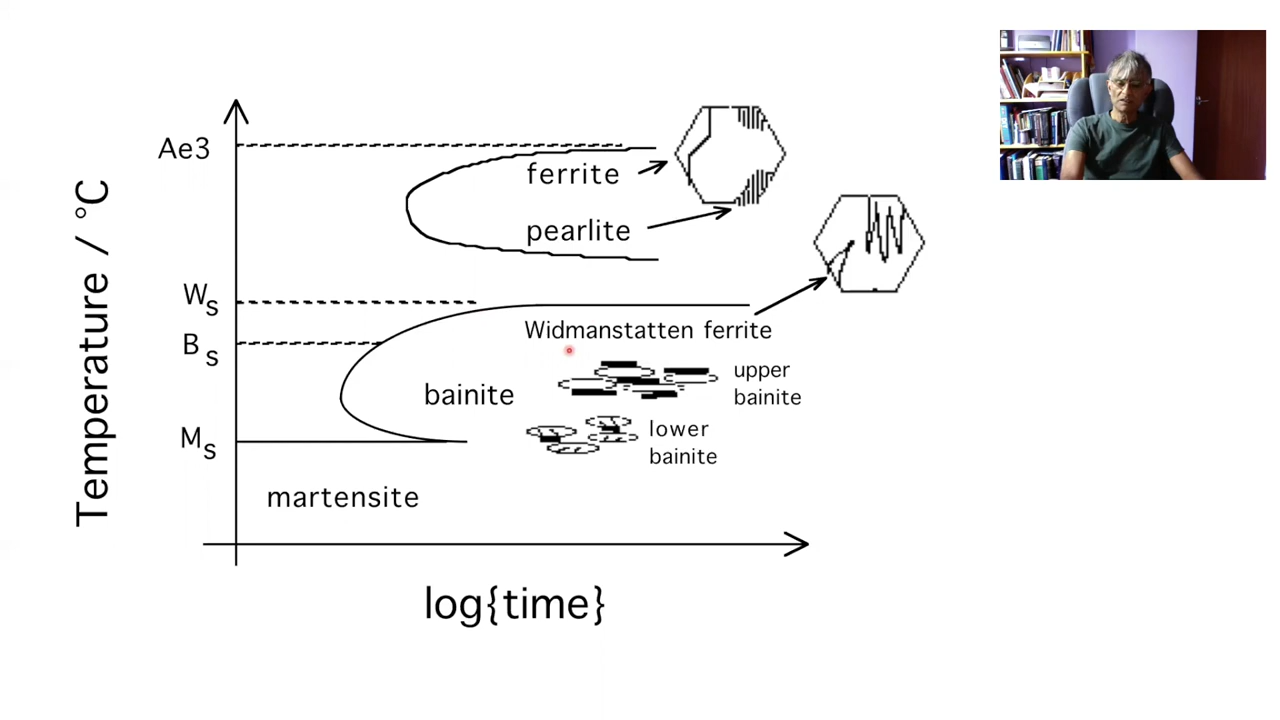 Ae3
ferrite
pearlite
Temperature / °C
Ws
Widmanstatten ferrite
Bs
upper
bainite
bainite
lower
bainite
Ms
martensite
log{time}